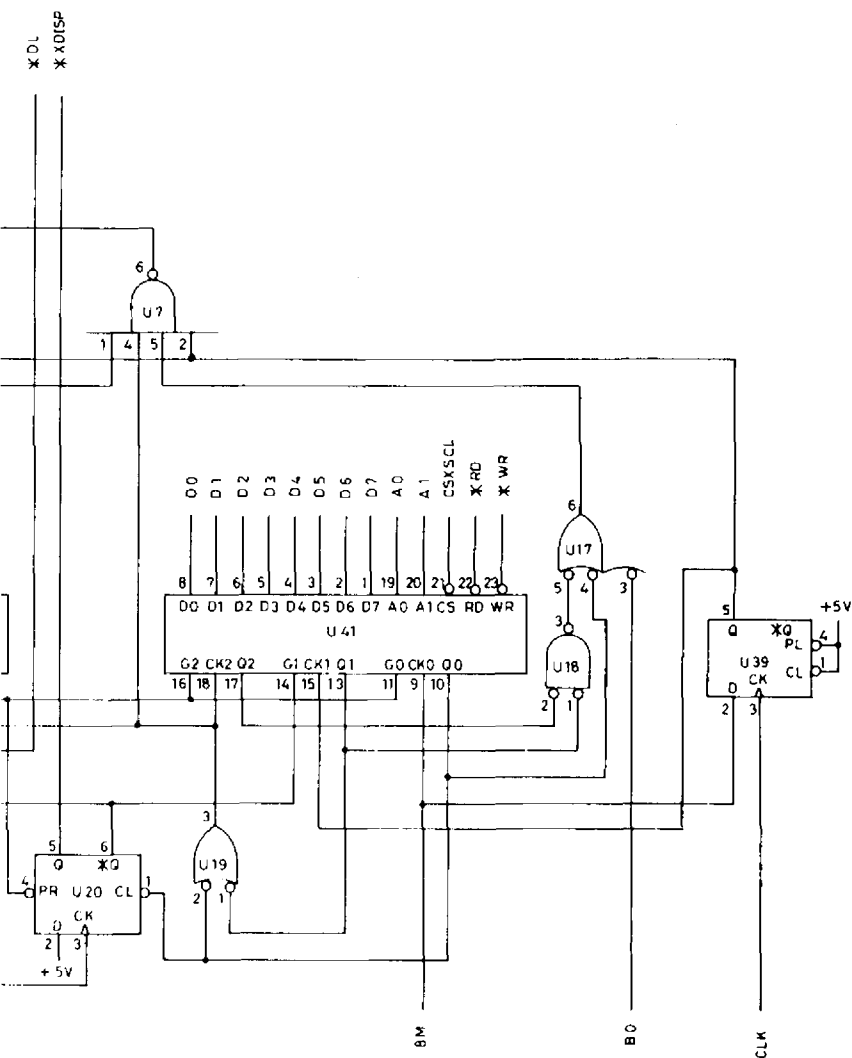 *DL
*XDISP
6
U7
1 4 5 2
D0 D1 D2 D3 D4 D5 D6 D7 A0 A1 CSXSCL *RD *WR
8 7 6 5 4 3 2 1 19 20 21 22 23
D0 D1 D2 D3 D4 D5 D6 D7 A0 A1 CS RD WR
U41
G2 CK2 Q2 G1 CK1 Q1 G0 CK0 Q0
16 18 17 14 15 13 11 9 10
6
U17
5 4 3
3
U18
2 1
5
+5V
Q *Q
PL 4
U39
CL 1
CK
D
2 3
3
U19
2 1
5 6
Q *Q
4 PR U20 CL 1
CK
D
2 3
+5V
8M
B0
CLK